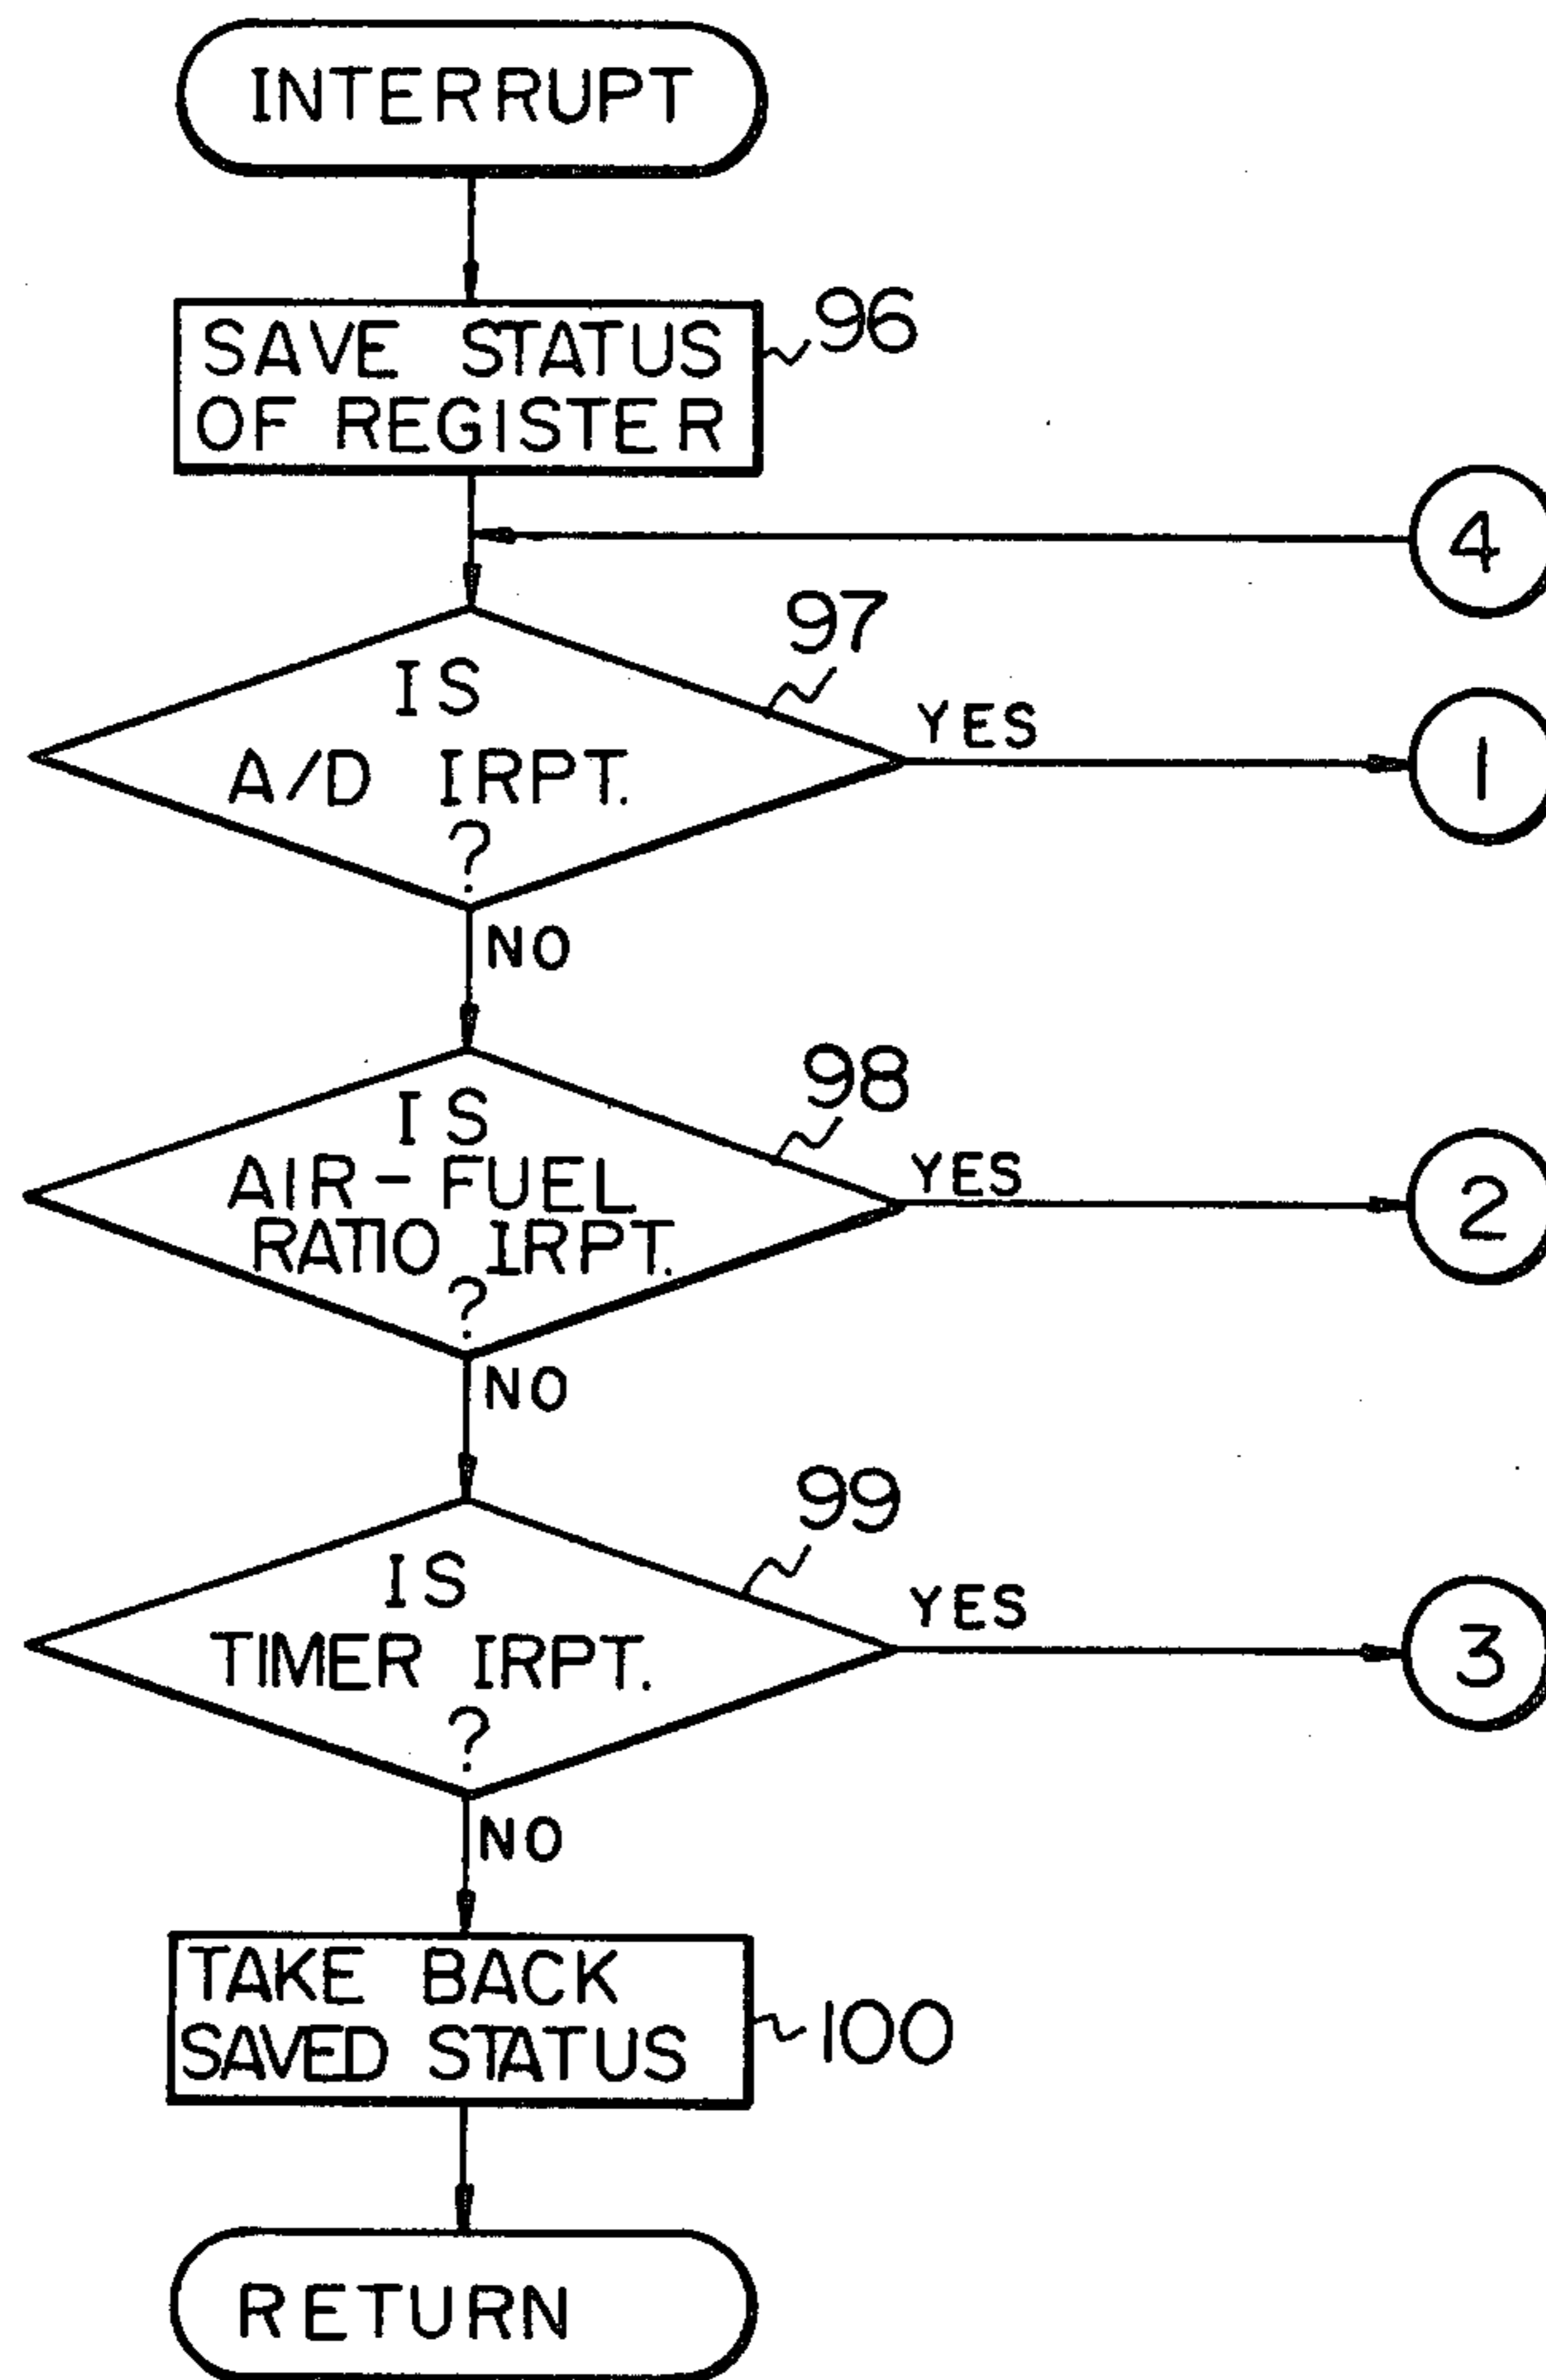 INTERRUPT
SAVE STATUS
OF REGISTER
96
4
97
IS
A/D IRPT.
?
YES
1
NO
98
IS
AIR-FUEL
RATIO IRPT.
?
YES
2
NO
99
IS
TIMER IRPT.
?
YES
3
NO
TAKE BACK
SAVED STATUS
100
RETURN